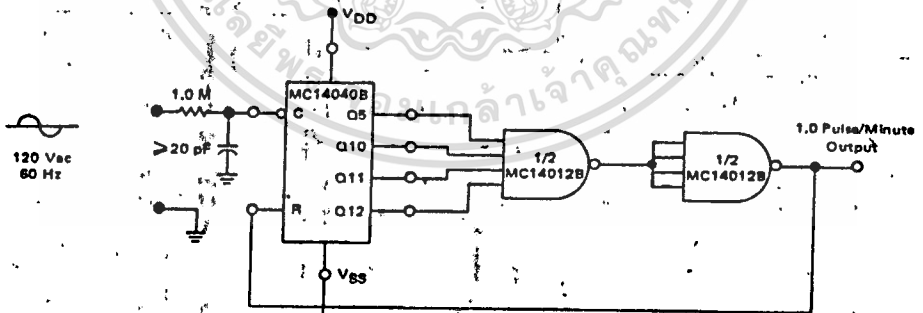 VDD
1.0 M
MC14040B
C
Q5
Q10
Q11
Q12
R
VSS
≥20 pF
120 Vac
60 Hz
1/2
MC14012B
1/2
MC14012B
1.0 Pulse/Minute
Output